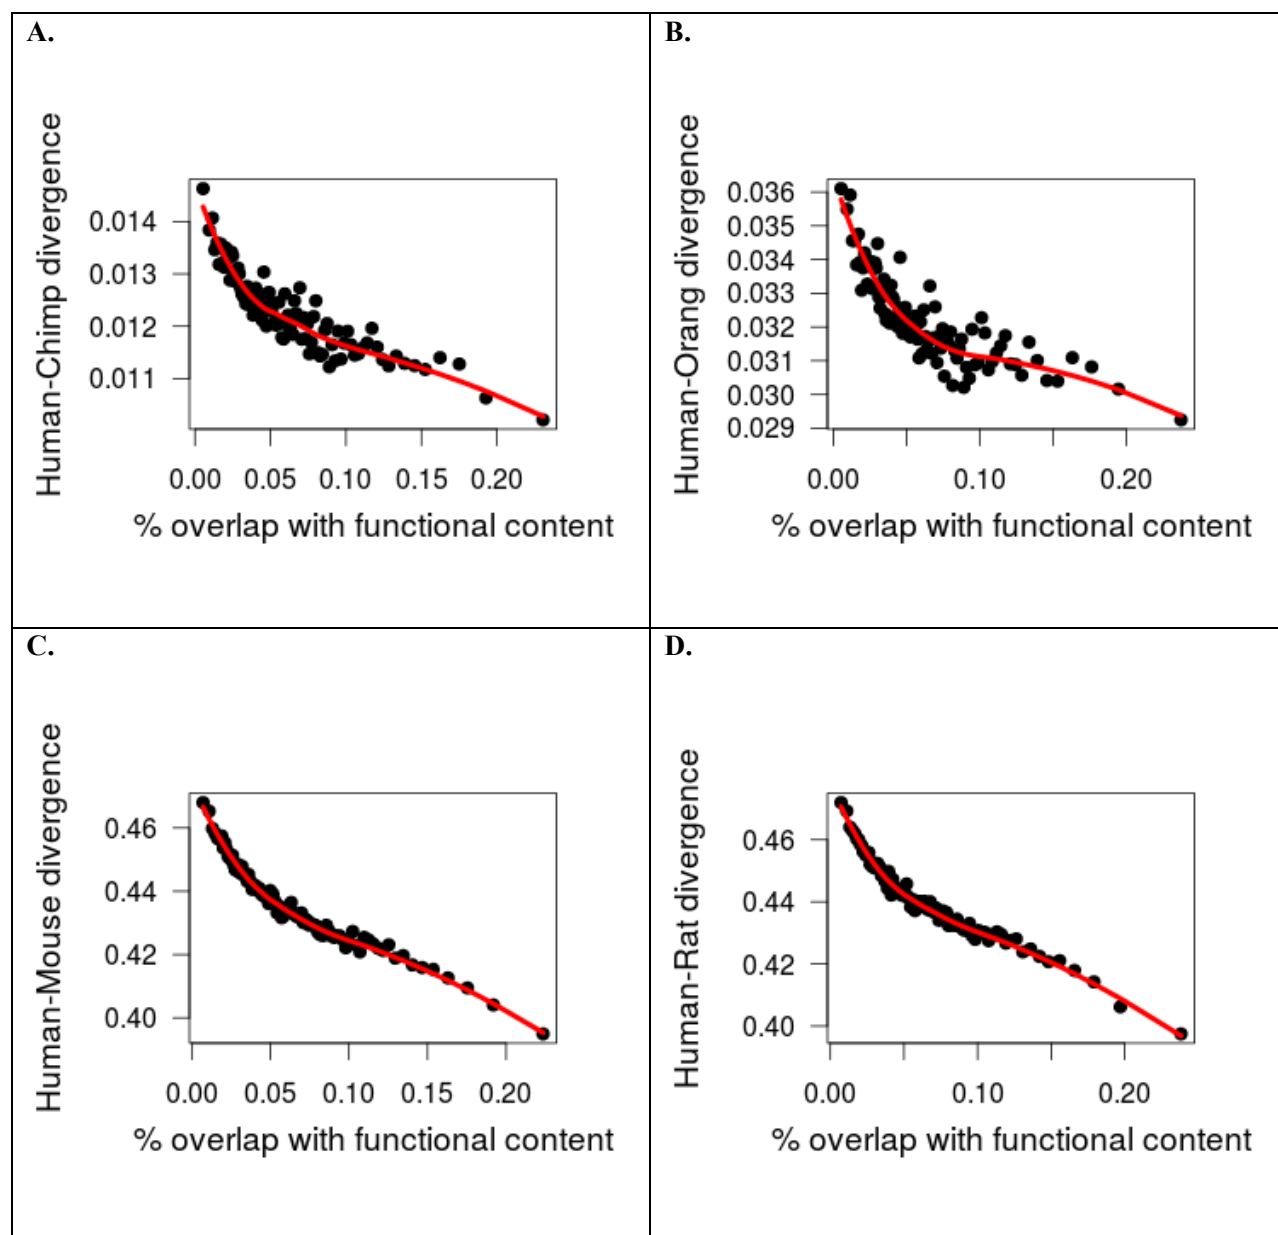 A.
Human-Chimp divergence
0.014
0.013
0.012
0.011
0.00 0.05 0.10 0.15 0.20
% overlap with functional content
B.
Human-Orang divergence
0.036
0.035
0.034
0.033
0.032
0.031
0.030
0.029
0.00 0.10 0.20
% overlap with functional content
C.
Human-Mouse divergence
0.46
0.44
0.42
0.40
0.00 0.05 0.10 0.15 0.20
% overlap with functional content
D.
Human-Rat divergence
0.46
0.44
0.42
0.40
0.00 0.10 0.20
% overlap with functional content